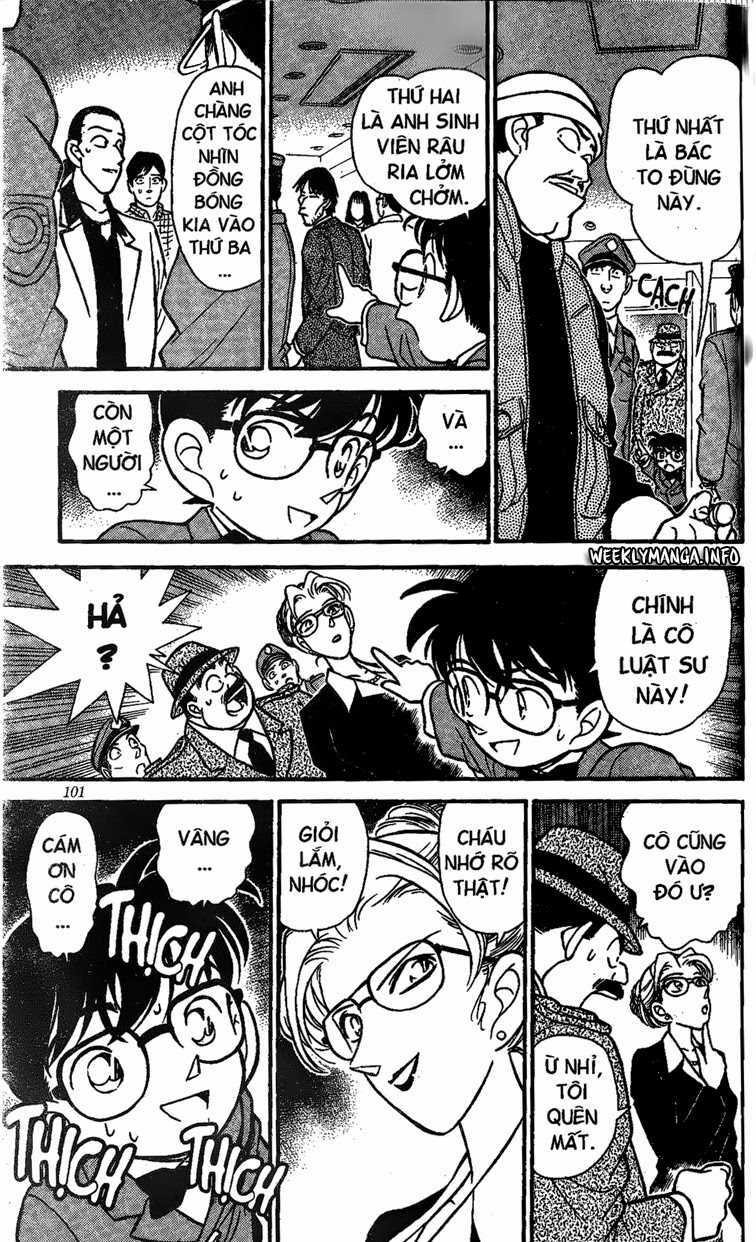 THỨ NHẤT
LÀ BÁC
TO ĐÙNG
NÀY.
CẠCH
THỨ HAI
LÀ ANH SINH
VIÊN RÂU
RIA LỞM
CHỞM.
ANH
CHÀNG
CỘT TÓC
NHÌN
ĐỒNG
BÓNG
KIA VÀO
THỨ BA
...
VÀ
...
CÒN
MỘT
NGƯỜI
...
WEEKLYMANGA.INFO
CHÍNH
LÀ CÔ
LUẬT SƯ
NÀY!
HẢ
?
101
CÔ CŨNG
VÀO
ĐÓ Ư?
Ừ NHỈ,
TÔI
QUÊN
MẤT.
CHÁU
NHỚ RÕ
THẬT!
GIỎI
LẮM,
NHÓC!
VÂNG
...
CÁM
ƠN
CÔ
...
THỊCH
THỊCH
THỊCH